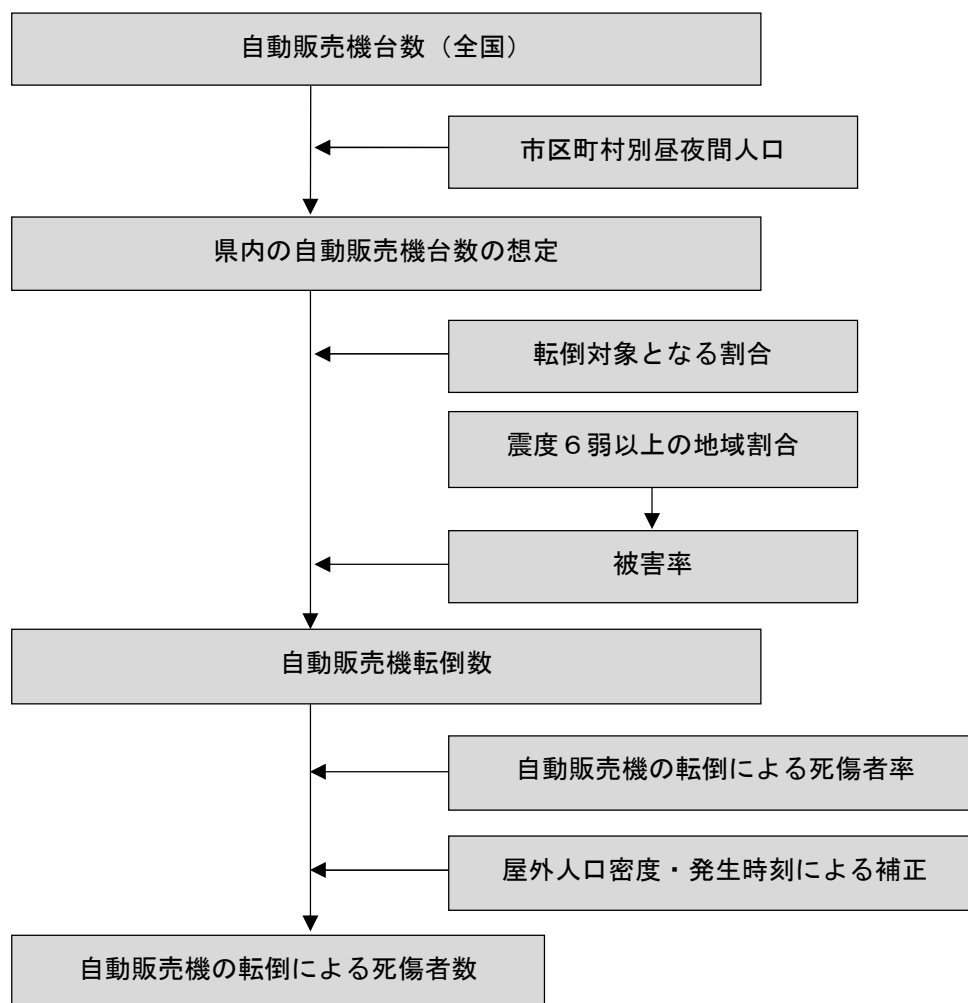 自動販売機台数（全国）
市区町村別昼夜間人口
県内の自動販売機台数の想定
転倒対象となる割合
震度６弱以上の地域割合
被害率
自動販売機転倒数
自動販売機の転倒による死傷者率
屋外人口密度・発生時刻による補正
自動販売機の転倒による死傷者数